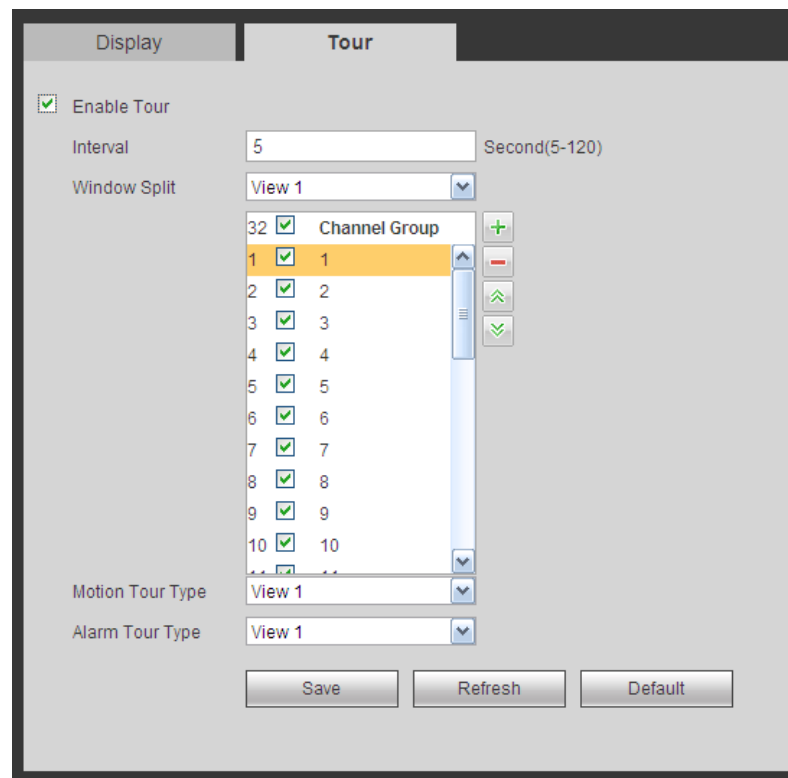 Display Tour
Enable Tour
Interval 5 Second(5-120)
Window Split View 1
32 Channel Group
1 1
2 2
3 3
4 4
5 5
6 6
7 7
8 8
9 9
10 10
Motion Tour Type View 1
Alarm Tour Type View 1
Save Refresh Default